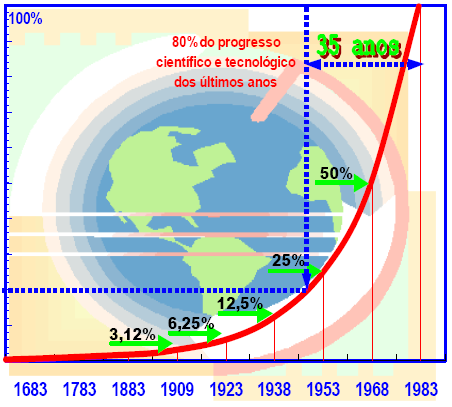 100%
80% do progresso
científico e tecnológico
dos últimos anos
35 anos
50%
25%
12,5%
6,25%
3,12%
1683 1783 1883 1909 1923 1938 1953 1968 1983